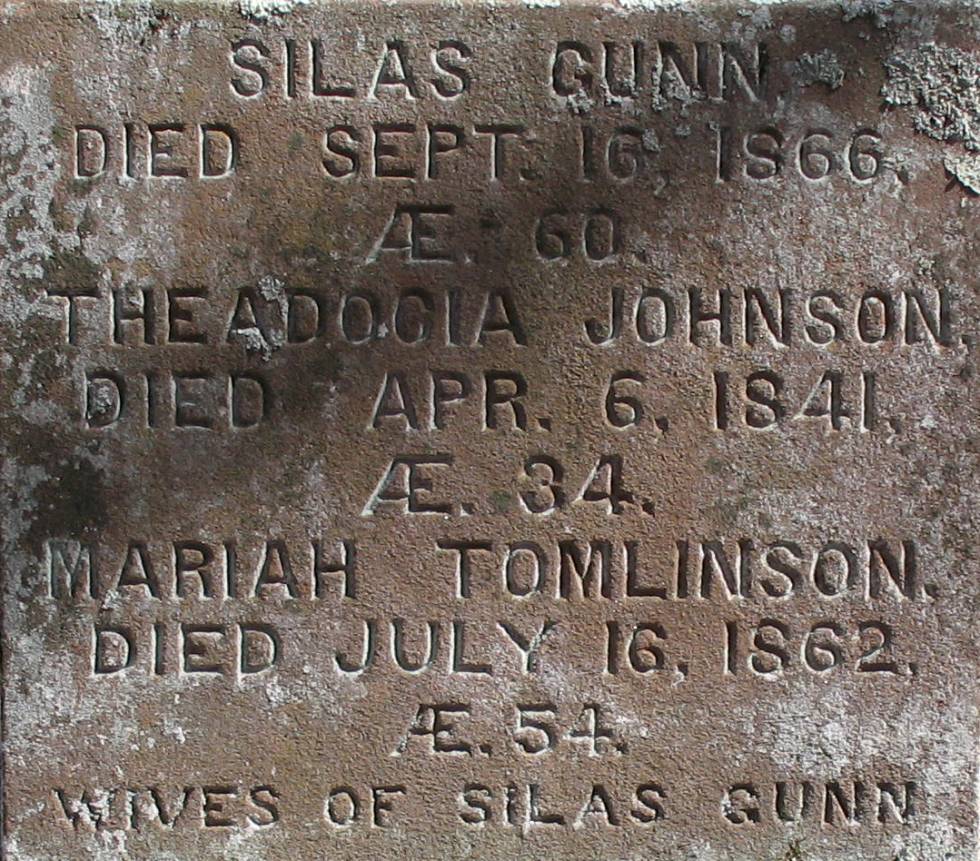 SILAS GUNN
DIED SEPT. 16, 1866.
Æ. 60.
THEADOCIA JOHNSON,
DIED APR. 6, 1841,
Æ. 34.
MARIAH TOMLINSON.
DIED JULY 16, 1862,
Æ. 54.
WIVES OF SILAS GUNN